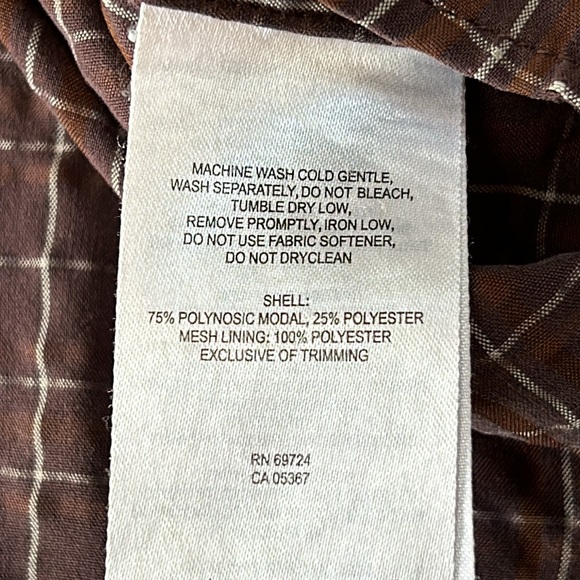 MACHINE WASH COLD GENTLE,
WASH SEPARATELY, DO NOT BLEACH,
TUMBLE DRY LOW,
REMOVE PROMPTLY, IRON LOW,
DO NOT USE FABRIC SOFTENER,
DO NOT DRYCLEAN
SHELL:
75% POLYNOSIC MODAL, 25% POLYESTER
MESH LINING: 100% POLYESTER
EXCLUSIVE OF TRIMMING
RN 69724
CA 05367